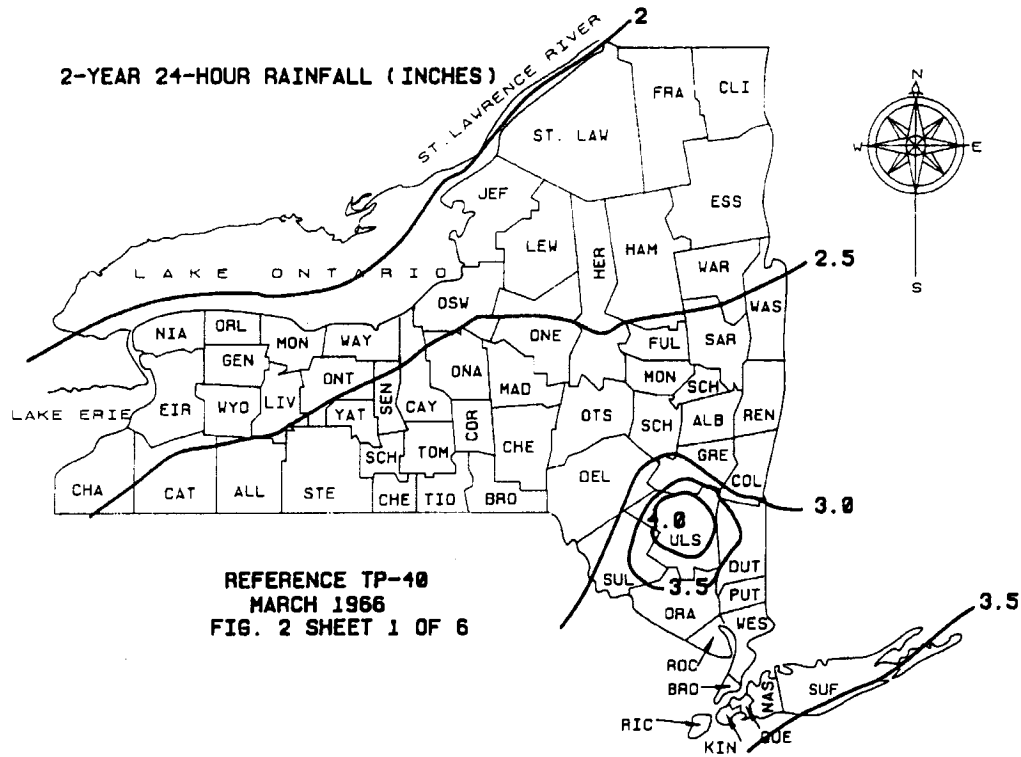 2
2-YEAR 24-HOUR RAINFALL (INCHES)
ST. LAWRENCE RIVER
FRA
CLI
N
W
E
S
ST. LAW
JEF
ESS
LEW
HER
HAM
WAR
2.5
LAKE ONTARIO
OSW
WAS
NIA
ORL
MON
WAY
ONE
FUL
SAR
GEN
ONT
ONA
MAD
MON
SCH
LAKE ERIE
EIR
WYO
LIV
YAT
SEN
CAY
COR
OTS
SCH
ALB
REN
SCH
TOM
CHE
GRE
CHA
CAT
ALL
STE
CHE
TIO
BRO
DEL
COL
3.0
4.0
ULS
REFERENCE TP-40
MARCH 1966
FIG. 2 SHEET 1 OF 6
SUL
3.5
DUT
PUT
ORA
WES
3.5
ROC
BRO
NAS
SUF
RIC
KIN
QUE